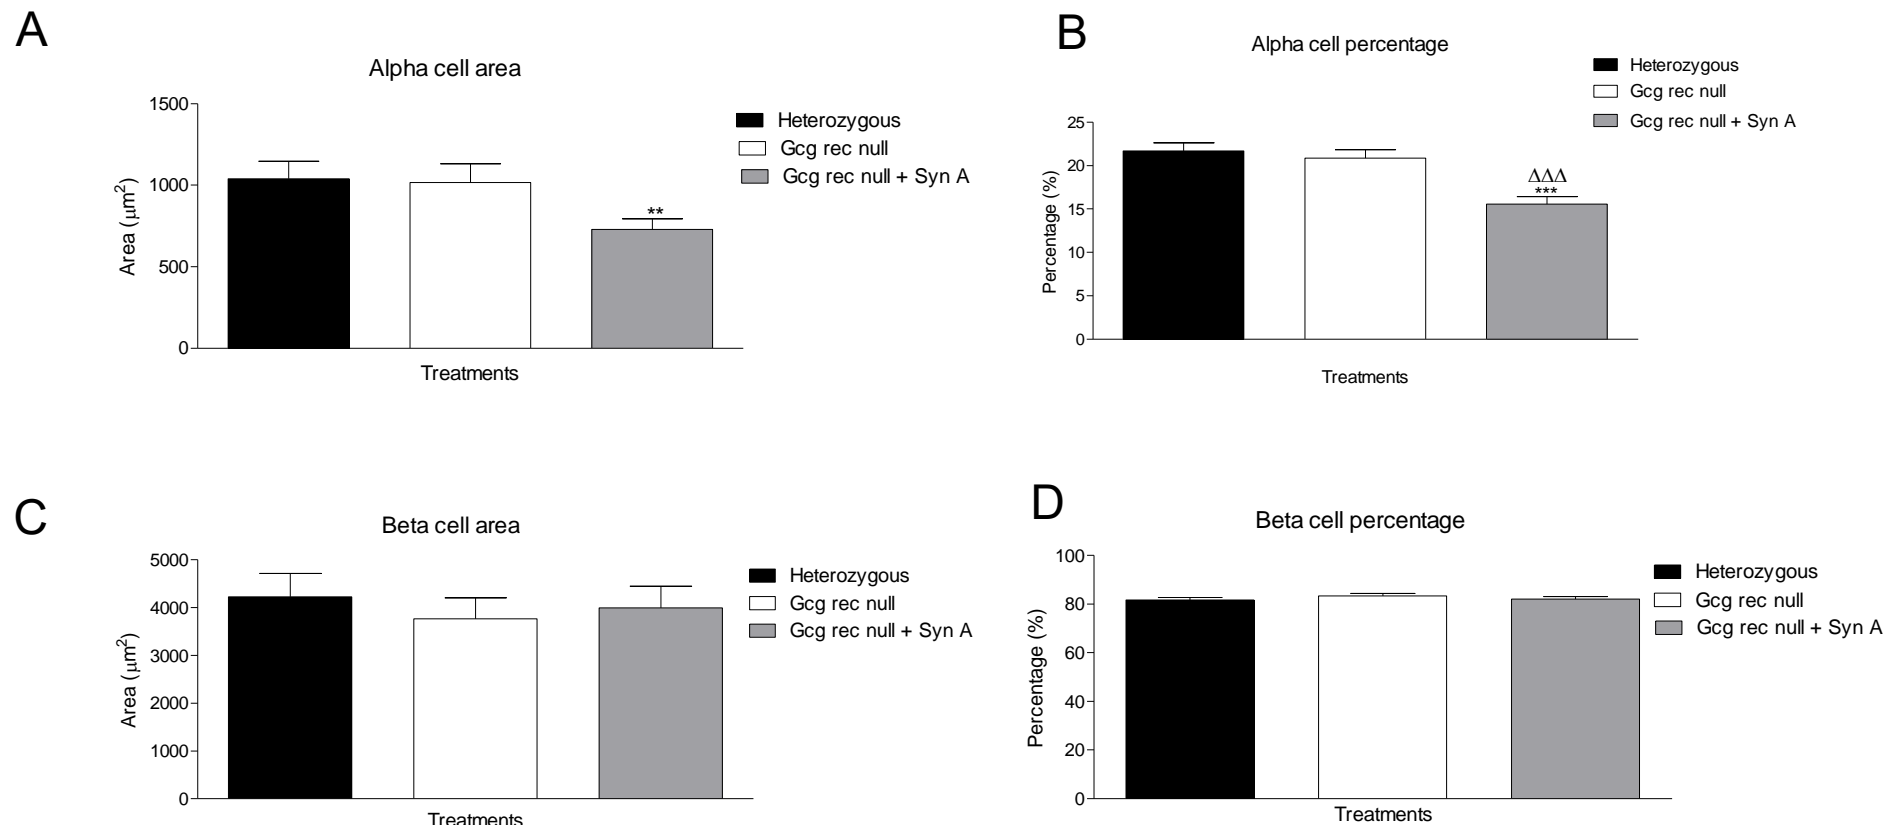 A
Alpha cell area
1500
1000
500
0
Area (μm²)
**
Treatments
Heterozygous
Gcg rec null
Gcg rec null + Syn A
B
Alpha cell percentage
25
20
15
10
5
0
Percentage (%)
ΔΔΔ
***
Treatments
Heterozygous
Gcg rec null
Gcg rec null + Syn A
C
Beta cell area
5000
4000
3000
2000
1000
0
Area (μm²)
Treatments
Heterozygous
Gcg rec null
Gcg rec null + Syn A
D
Beta cell percentage
100
80
60
40
20
0
Percentage (%)
Treatments
Heterozygous
Gcg rec null
Gcg rec null + Syn A